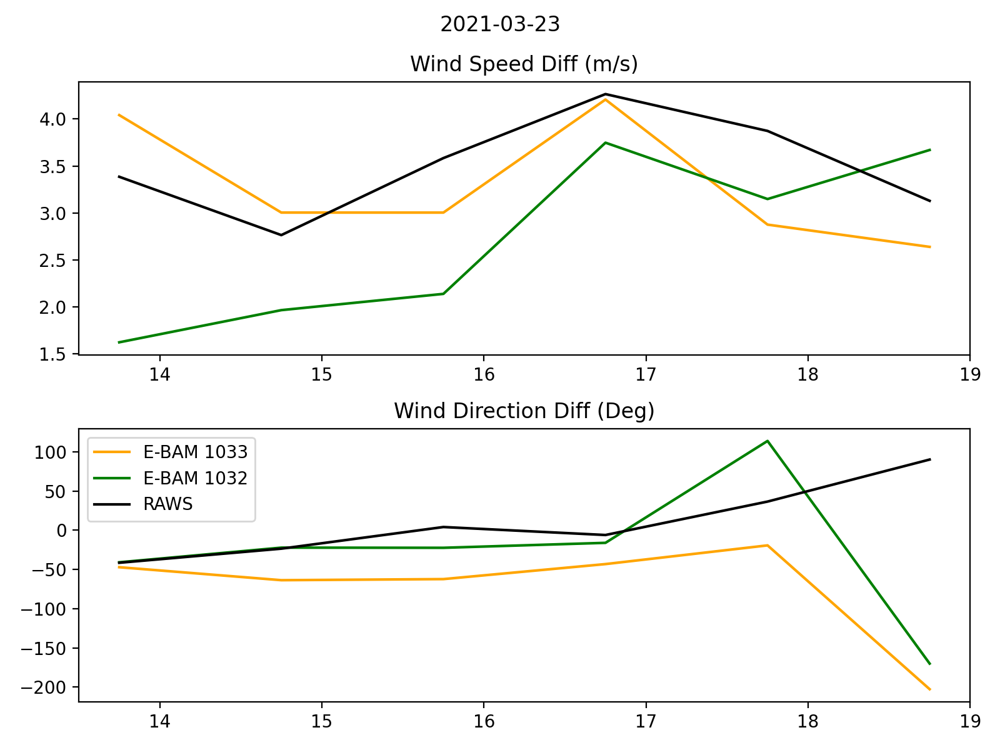 2021-03-23
Wind Speed Diff (m/s)
4.0
3.5
3.0
2.5
2.0
1.5
14 15 16 17 18 19
Wind Direction Diff (Deg)
100
50
0
−50
−100
−150
−200
E-BAM 1033
E-BAM 1032
RAWS
14 15 16 17 18 19